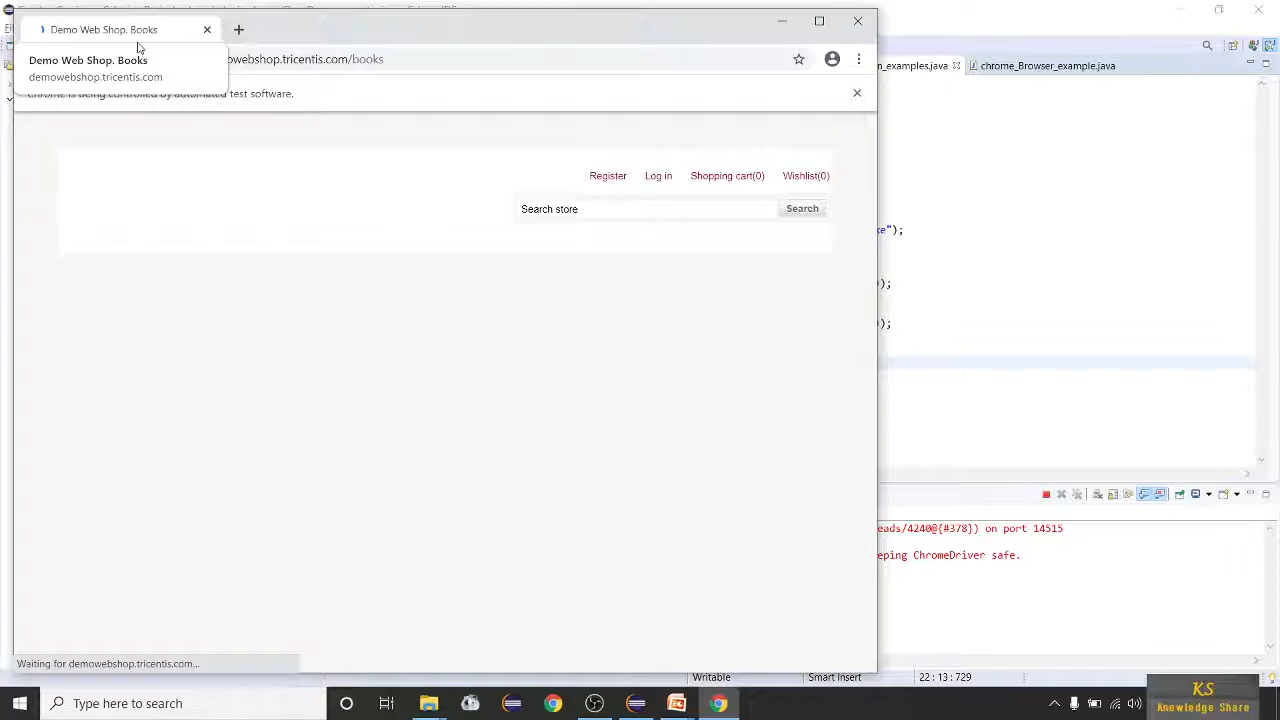 Demo Web Shop. Books
Demo Web Shop. Books
demowebshop.tricentis.com
webshop.tricentis.com/books
Chrome is being controlled by automated test software.
Register Log in Shopping cart(0) Wishlist(0)
Search store Search
Waiting for demowebshop.tricentis.com...
n_examples.java chrome_Browser_example.java
ke");
);
);
eads/4240@{#378}) on port 14515
eping ChromeDriver safe.
Writable Smart Insert 22:13:729
Type here to search
KS
Knowledge Share